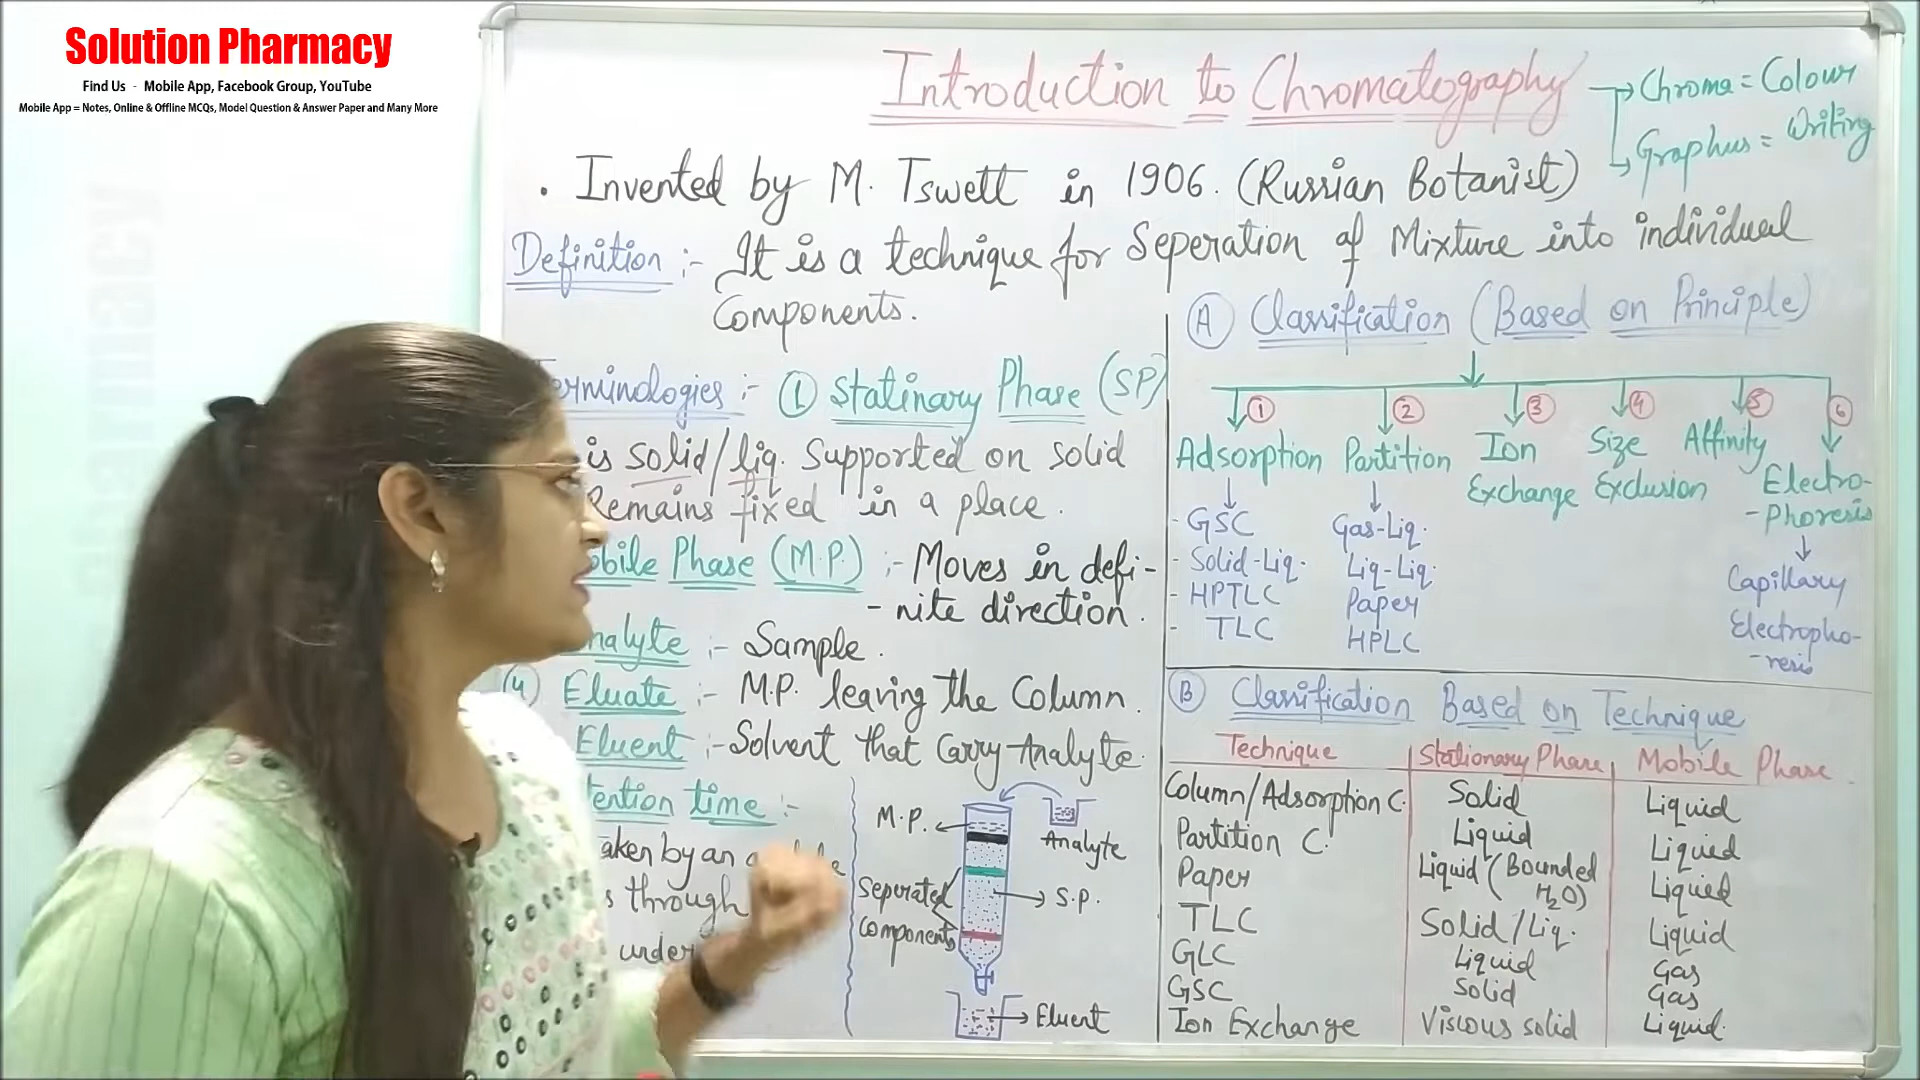 Solution Pharmacy
Find Us - Mobile App, Facebook Group, YouTube
Mobile App = Notes, Online & Offline MCQs, Model Question & Answer Paper and Many More
Introduction to Chromatography
Chroma = Colour
Graphus = Writing
. Invented by M. Tswett in 1906. (Russian Botanist)
Definition :- It is a technique for Seperation of Mixture into individual
Components.
erminologies :- (1) Stationary Phase (SP)
is solid/liq. Supported on solid
Remains fixed in a place.
obile Phase (M.P.) :- Moves in defi-
- nite direction.
nalyte :- Sample.
(4) Eluate :- M.P. leaving the Column.
Eluent :- Solvent that Carry Analyte.
tention time :-
aken by an
s through
under
M.P.
Analyte
Seperated
Components
S.P.
Eluent
(A) Classification (Based on Principle)
1 2 3 4 5 6
Adsorption Partition Ion Exchange Size Exclusion Affinity Electro-
-Phoresis
- GSC
- Solid-Liq.
- HPTLC
- TLC
Gas-Liq.
Liq-Liq.
Paper
HPLC
Capillary
Electropho-
-resis
(B) Classification Based on Technique
Technique Stationary Phase Mobile Phase
Column/Adsorption C. Solid Liquid
Partition C. Liquid Liquid
Paper Liquid (Bounded H2O) Liquid
TLC Solid/Liq. Liquid
GLC Liquid Gas
GSC Solid Gas
Ion Exchange Viscous solid Liquid.